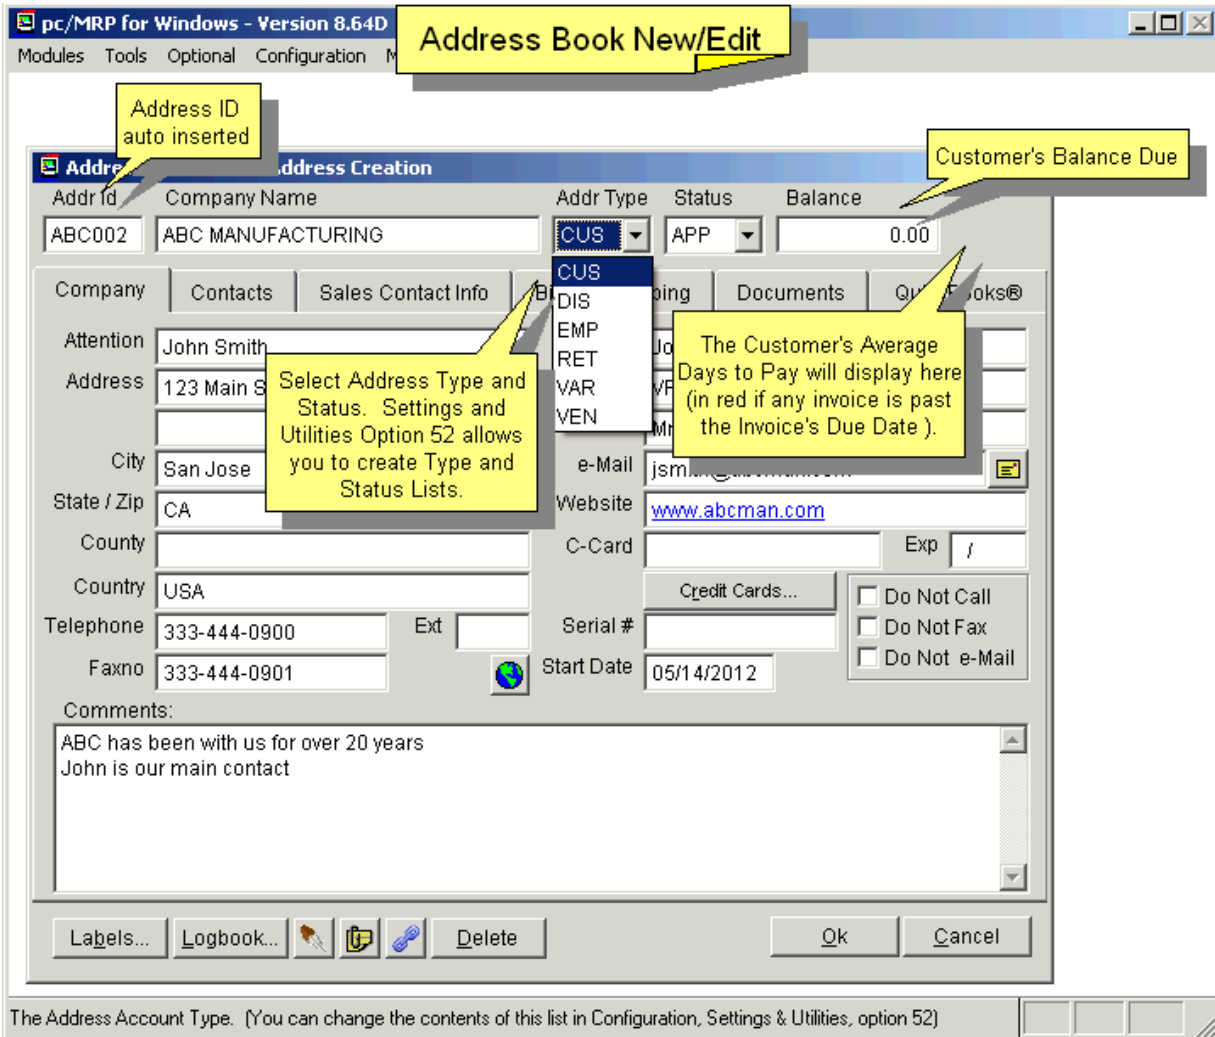 pc/MRP for Windows - Version 8.64D
Address Book New/Edit
Modules Tools Optional Configuration
Address ID
auto inserted
Customer's Balance Due
Address Creation
Addr Id Company Name Addr Type Status Balance
ABC002 ABC MANUFACTURING CUS APP 0.00
Company Contacts Sales Contact Info Documents
CUS
DIS
EMP
RET
VAR
VEN
Attention John Smith
Address 123 Main S
Select Address Type and
Status. Settings and
Utilities Option 52 allows
you to create Type and
Status Lists.
The Customer's Average
Days to Pay will display here
(in red if any invoice is past
the Invoice's Due Date ).
City San Jose e-Mail
State / Zip CA Website www.abcman.com
County C-Card Exp /
Country USA Credit Cards... Do Not Call
Telephone 333-444-0900 Ext Serial # Do Not Fax
Faxno 333-444-0901 Start Date 05/14/2012 Do Not e-Mail
Comments:
ABC has been with us for over 20 years
John is our main contact
Labels... Logbook... Delete Ok Cancel
The Address Account Type. (You can change the contents of this list in Configuration, Settings & Utilities, option 52)